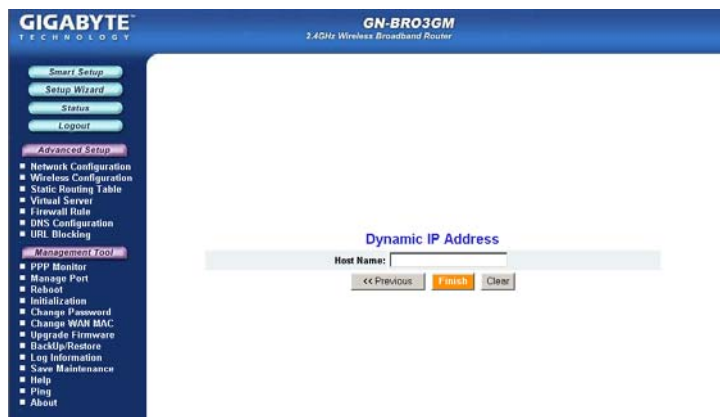 GIGABYTE
TECHNOLOGY
GN-BR03GM
2.4GHz Wireless Broadband Router
Smart Setup
Setup Wizard
Status
Logout
Advanced Setup
Network Configuration
Wireless Configuration
Static Routing Table
Virtual Server
Firewall Rule
DNS Configuration
URL Blocking
Management Tool
PPP Monitor
Manage Port
Reboot
Initialization
Change Password
Change WAN MAC
Upgrade Firmware
BackUp/Restore
Log Information
Save Maintenance
Help
Ping
About
Dynamic IP Address
Host Name:
<< Previous Finish Clear